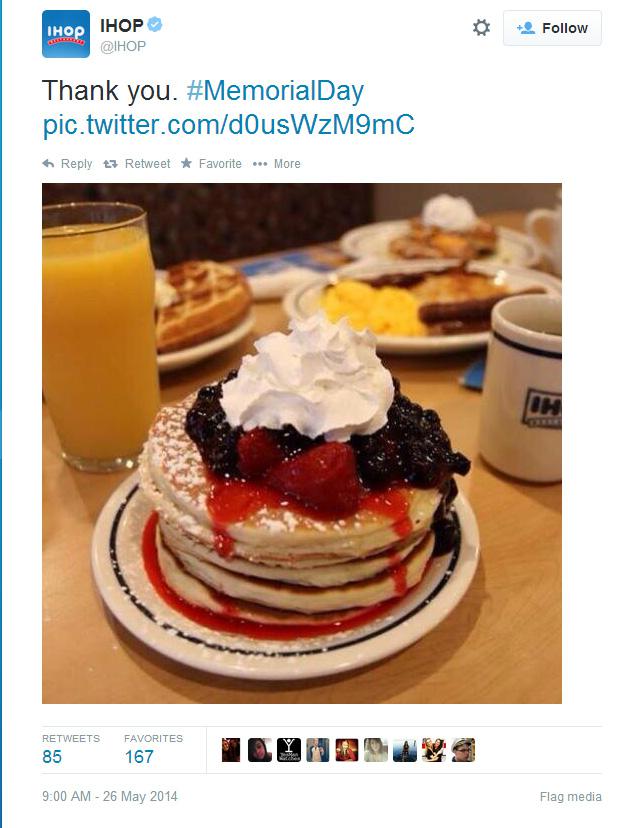 IHOP
IHOP
@IHOP
Follow
Thank you. #MemorialDay
pic.twitter.com/d0usWzM9mC
Reply Retweet Favorite More
RETWEETS FAVORITES
85 167
9:00 AM - 26 May 2014
Flag media